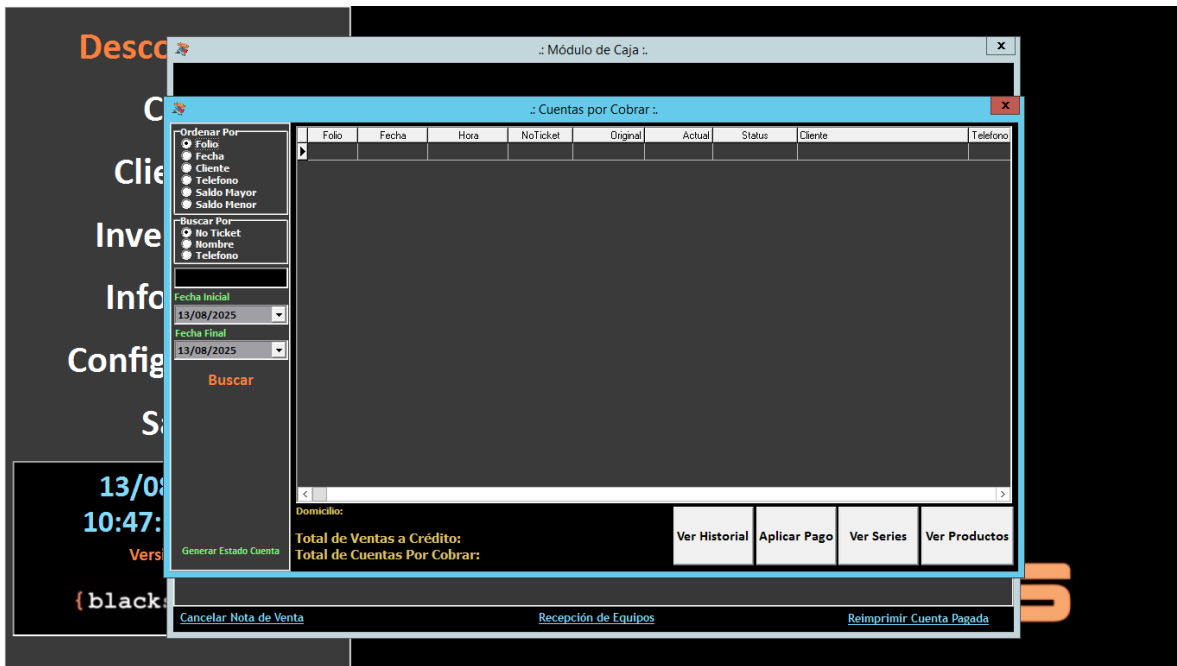 Desco
C
Clie
Inve
Info
Config
Sa
13/08
10:47:
Versi
{blacks
.: Módulo de Caja :.
x
.: Cuentas por Cobrar :.
x
Ordenar Por
Folio
Fecha
Cliente
Telefono
Saldo Mayor
Saldo Menor
Buscar Por
No Ticket
Nombre
Telefono
Fecha Inicial
13/08/2025
Fecha Final
13/08/2025
Buscar
Generar Estado Cuenta
Folio Fecha Hora NoTicket Original Actual Status Cliente Telefono
Domicilio:
Total de Ventas a Crédito:
Total de Cuentas Por Cobrar:
Ver Historial Aplicar Pago Ver Series Ver Productos
Cancelar Nota de Venta Recepción de Equipos Reimprimir Cuenta Pagada